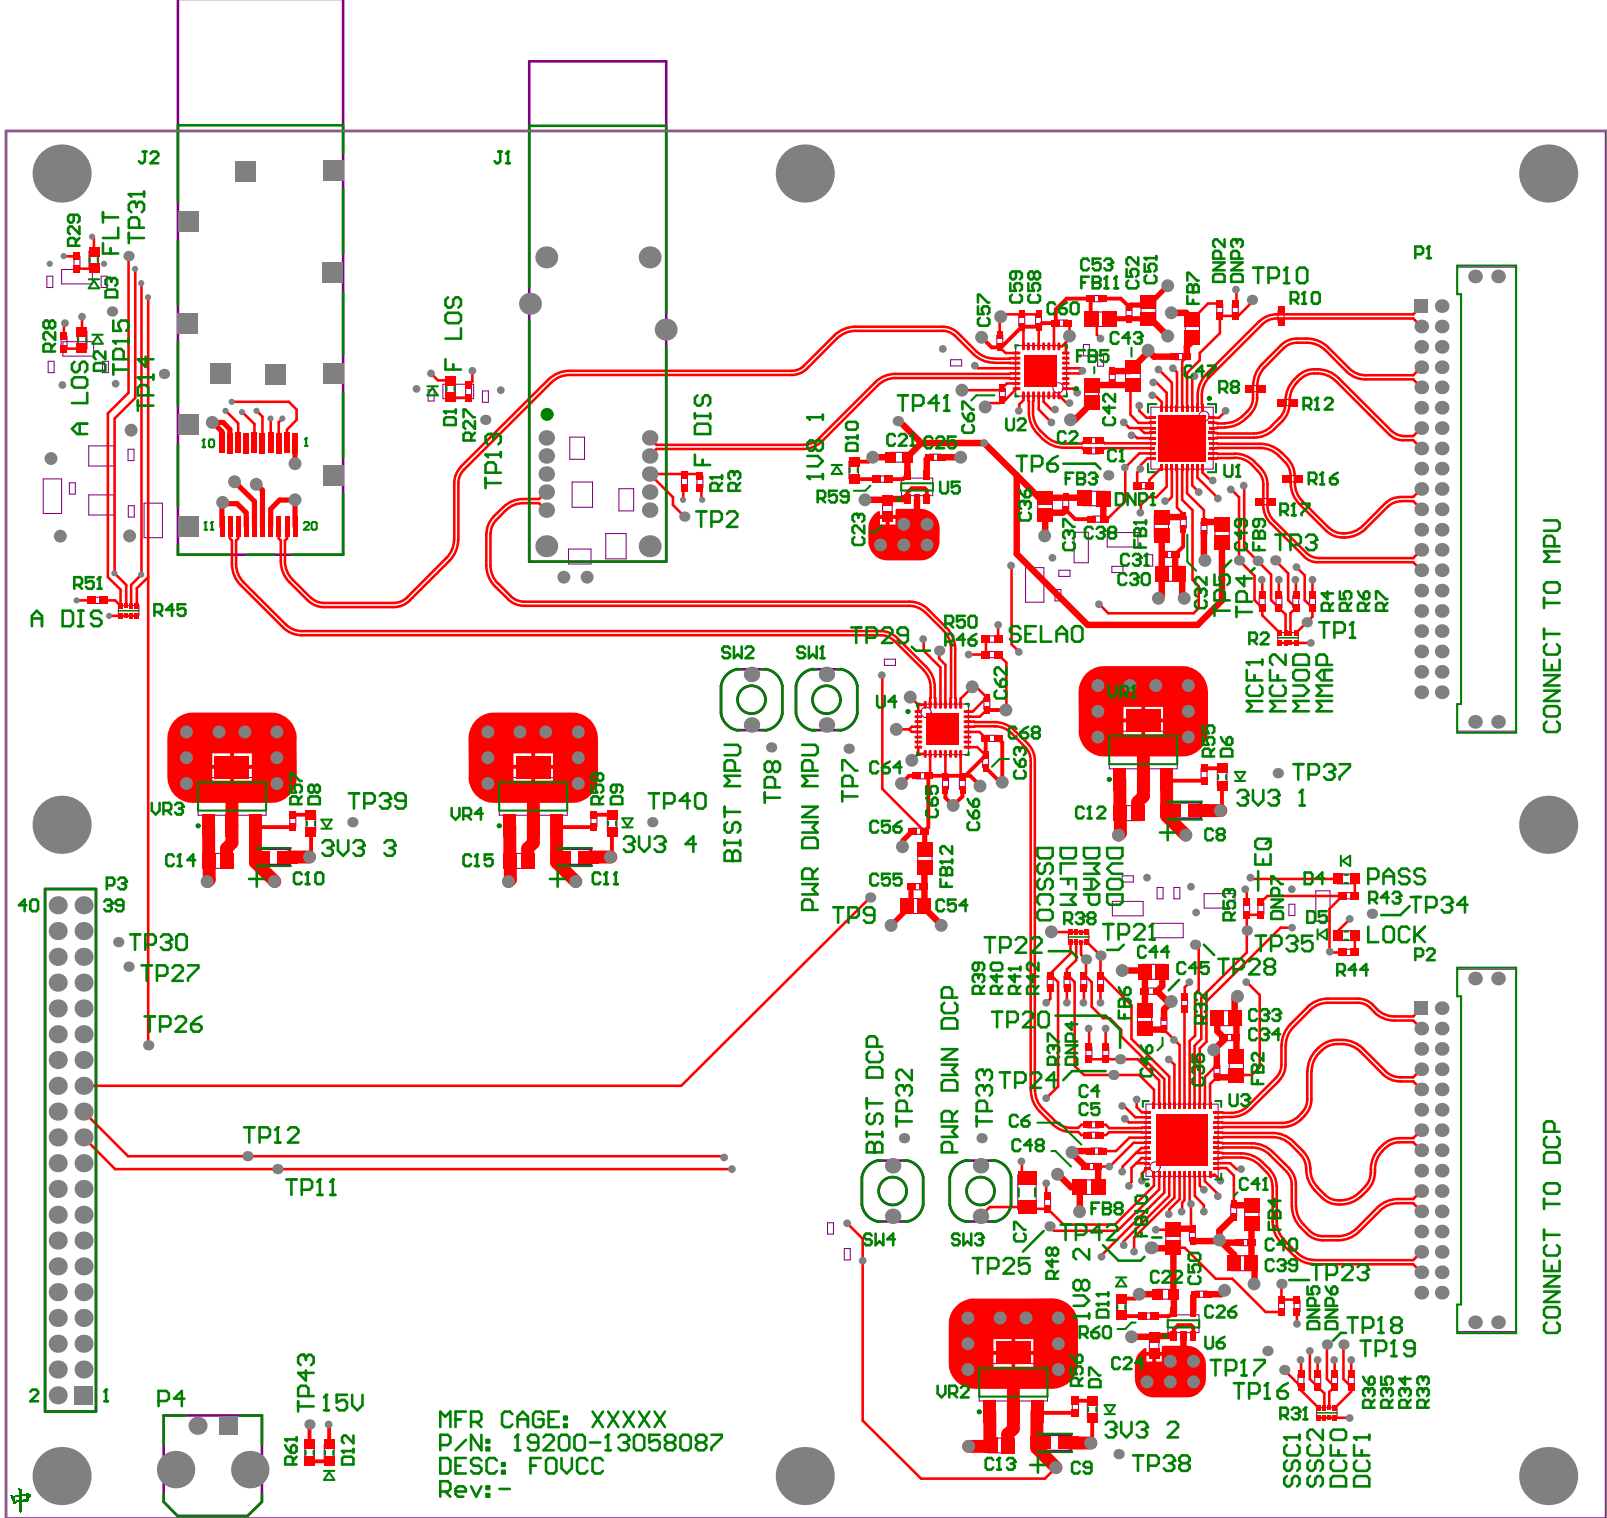 J2
J1
R29
FLT
TP31
D3
R28
D2
TP15
A LOS
TP14
10
1
11
20
R51
A DIS
R45
F LOS
D1
R27
TP13
F DIS
R1
R3
TP2
1V8 1
D10
TP41
C21
C25
R59
U5
C23
C57
C59
C58
C60
C53
FB11
C52
C51
FB7
DNP2
DNP3
TP10
R10
P1
C43
FB5
C47
C42
C67
U2
C2
C1
U1
R8
R12
R16
R17
TP6
FB3
DNP1
C36
C37
C38
FB1
C31
C30
C32
C49
FB9
TP3
TP5
TP4
R4
R5
R6
R7
R2
TP1
MCF1
MCF2
MVOD
MMAP
CONNECT TO MPU
R50
R46
TP29
SELAO
SW2
SW1
U4
C62
C68
C63
C64
C65
C66
BIST MPU
TP8
PWR DWN MPU
TP7
VR1
R55
D6
TP37
3V3 1
C12
C8
VR3
R57
D8
TP39
3V3 3
C14
C10
VR4
R58
D9
TP40
3V3 4
C15
C11
C56
FB12
C55
C54
TP9
DSSCO
DLFM
DMAP
DVOD
R38
TP21
TP22
C44
C45
TP28
R53
DNP7
EQ
D4
PASS
R43
TP34
D5
LOCK
TP35
R44
P2
P3
40
39
TP30
TP27
TP26
R39
R40
R41
R42
FB6
R32
C33
C34
TP20
R37
DNP4
C46
C35
FB2
TP24
C4
C5
C6
C48
U3
BIST DCP
TP32
PWR DWN DCP
TP33
TP12
TP11
SW4
SW3
C7
R48
TP25
FB8
FB10
TP42
C41
FB4
C40
C39
C50
C22
C26
1V8 2
D11
R60
U6
C24
TP23
DNP5
DNP6
TP18
TP19
TP17
TP16
R31
R36
R35
R34
R33
SSC1
SSC2
DCFO
DCF1
CONNECT TO DCP
VR2
R56
D7
3V3 2
TP38
C13
C9
2
1
P4
TP43
15V
R61
D12
MFR CAGE: XXXXX
P/N: 19200-13058087
DESC: FOVCC
Rev:-
中